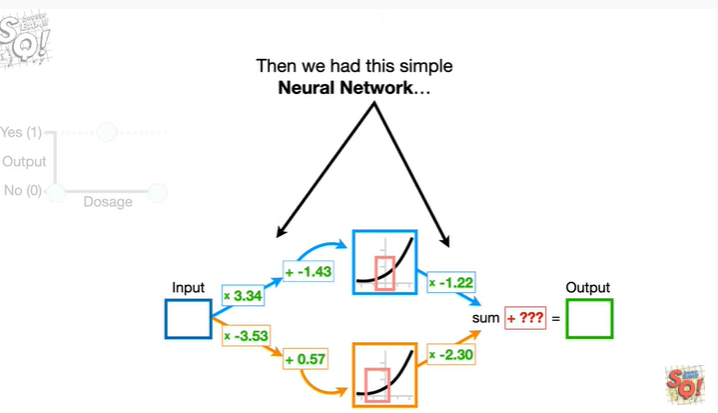 Then we had this simple
Neural Network...
Yes (1)
Output
No (0)
Dosage
Input
x 3.34
+ -1.43
x -1.22
x -3.53
+ 0.57
x -2.30
sum + ??? =
Output
SQ!